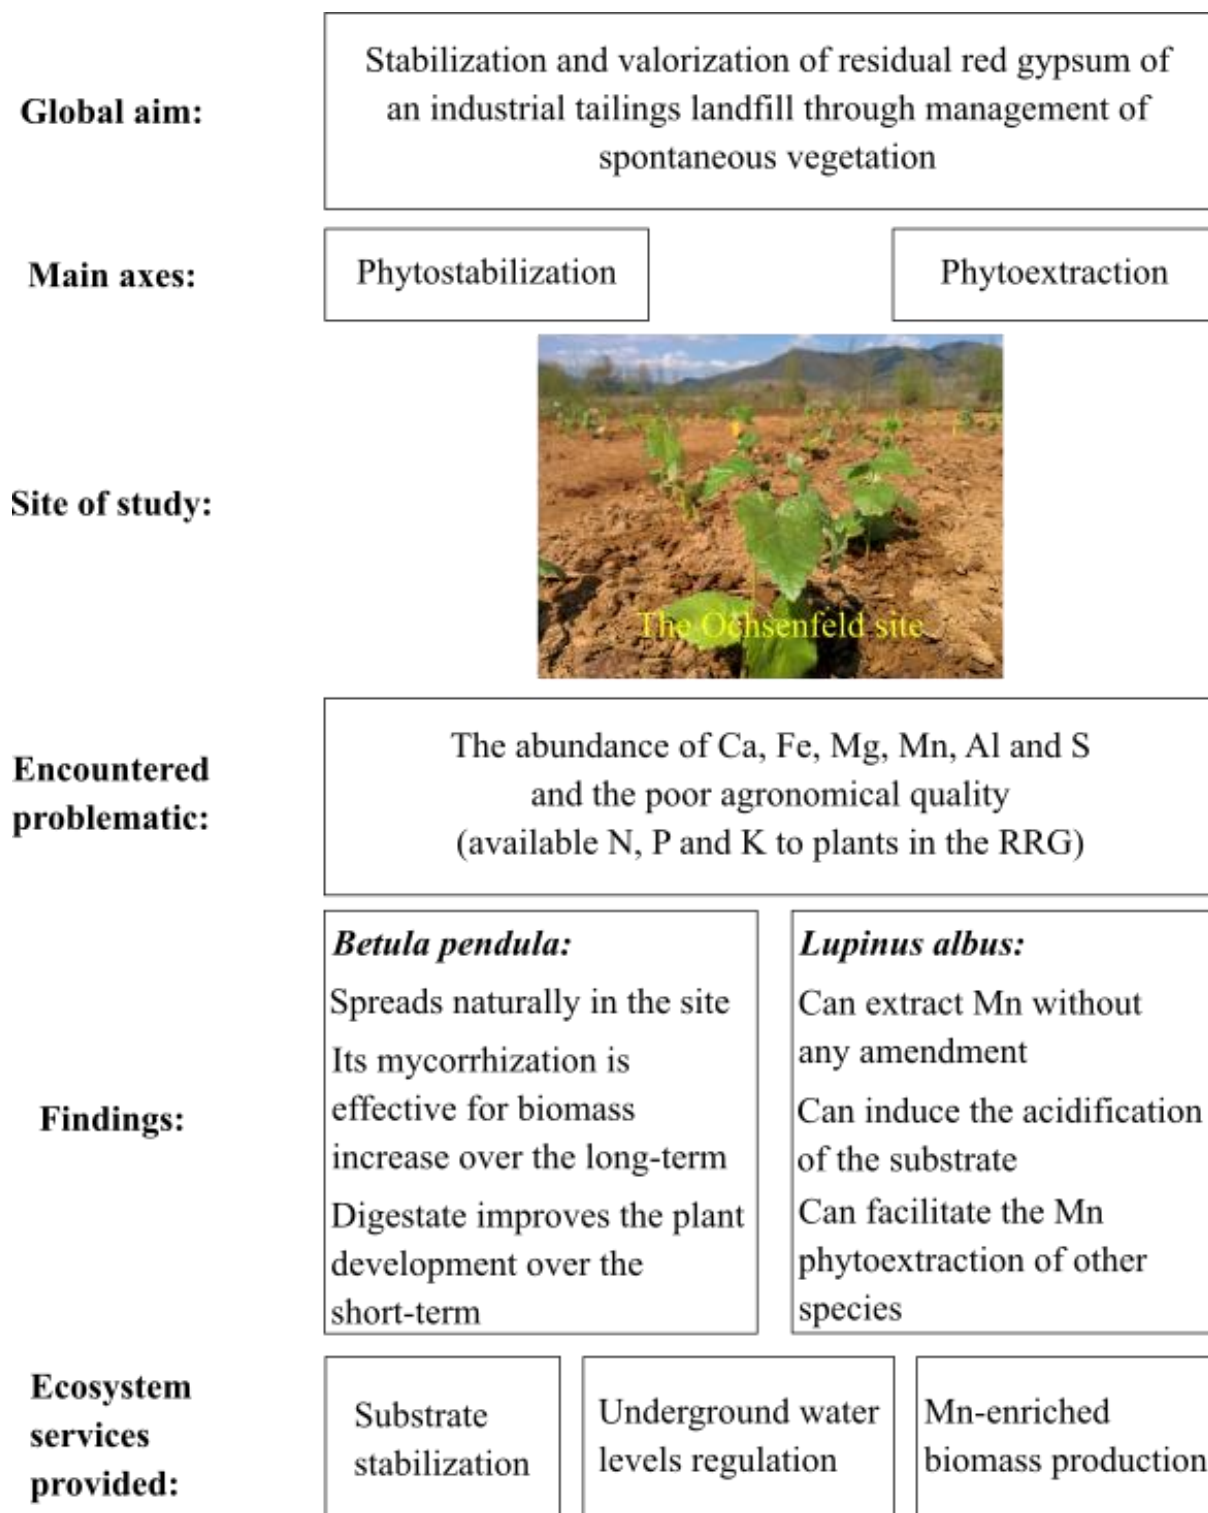 Global aim:
Stabilization and valorization of residual red gypsum of
an industrial tailings landfill through management of
spontaneous vegetation
Main axes:
Phytostabilization
Phytoextraction
Site of study:
The Ochsenfeld site
Encountered
problematic:
The abundance of Ca, Fe, Mg, Mn, Al and S
and the poor agronomical quality
(available N, P and K to plants in the RRG)
Findings:
Betula pendula:
Spreads naturally in the site
Its mycorrhization is
effective for biomass
increase over the long-term
Digestate improves the plant
development over the
short-term
Lupinus albus:
Can extract Mn without
any amendment
Can induce the acidification
of the substrate
Can facilitate the Mn
phytoextraction of other
species
Ecosystem
services
provided:
Substrate
stabilization
Underground water
levels regulation
Mn-enriched
biomass production